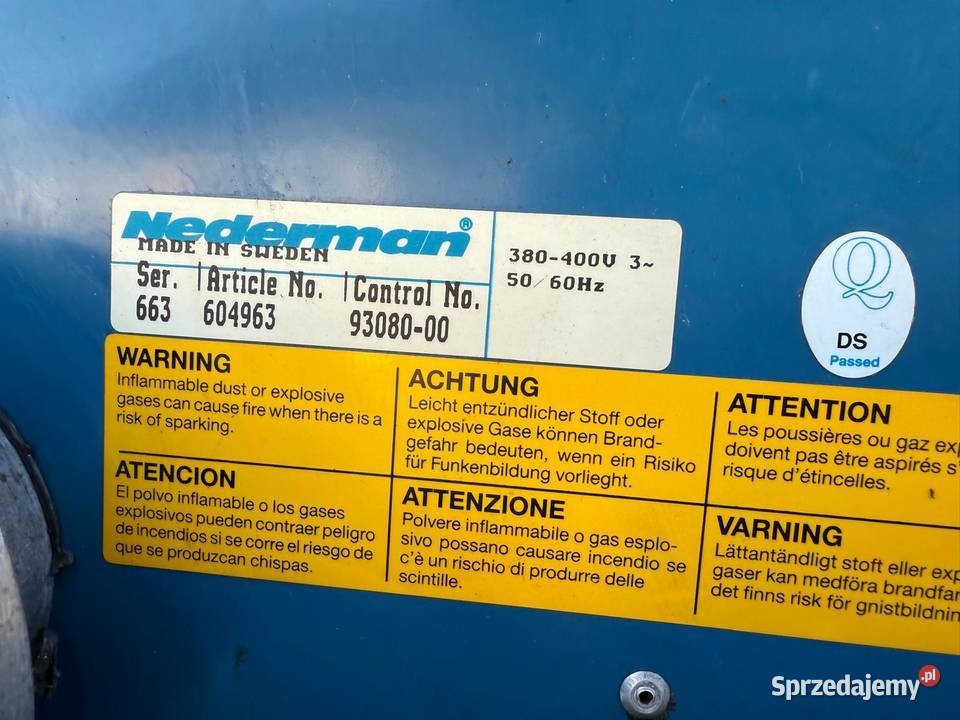 Nederman®
MADE IN SWEDEN
Ser. Article No. Control No.
663 604963 93080-00
380-400V 3~
50/60Hz
Q
DS
Passed
WARNING
Inflammable dust or explosive
gases can cause fire when there is a
risk of sparking.
ACHTUNG
Leicht entzündlicher Stoff oder
explosive Gase können Brand-
gefahr bedeuten, wenn ein Risiko
für Funkenbildung vorlieght.
ATTENTION
Les poussières ou gaz exp
doivent pas être aspirés s'
risque d'étincelles.
ATENCION
El polvo inflamable o los gases
explosivos pueden contraer peligro
de incendios si se corre el riesgo de
que se produzcan chispas.
ATTENZIONE
Polvere inflammabile o gas esplo-
sivo possano causare incendio se
c'è un rischio di produrre delle
scintille.
VARNING
Lättantändligt stoft eller exp
gaser kan medföra brandfar
det finns risk för gnistbildnin
Sprzedajemy.pl